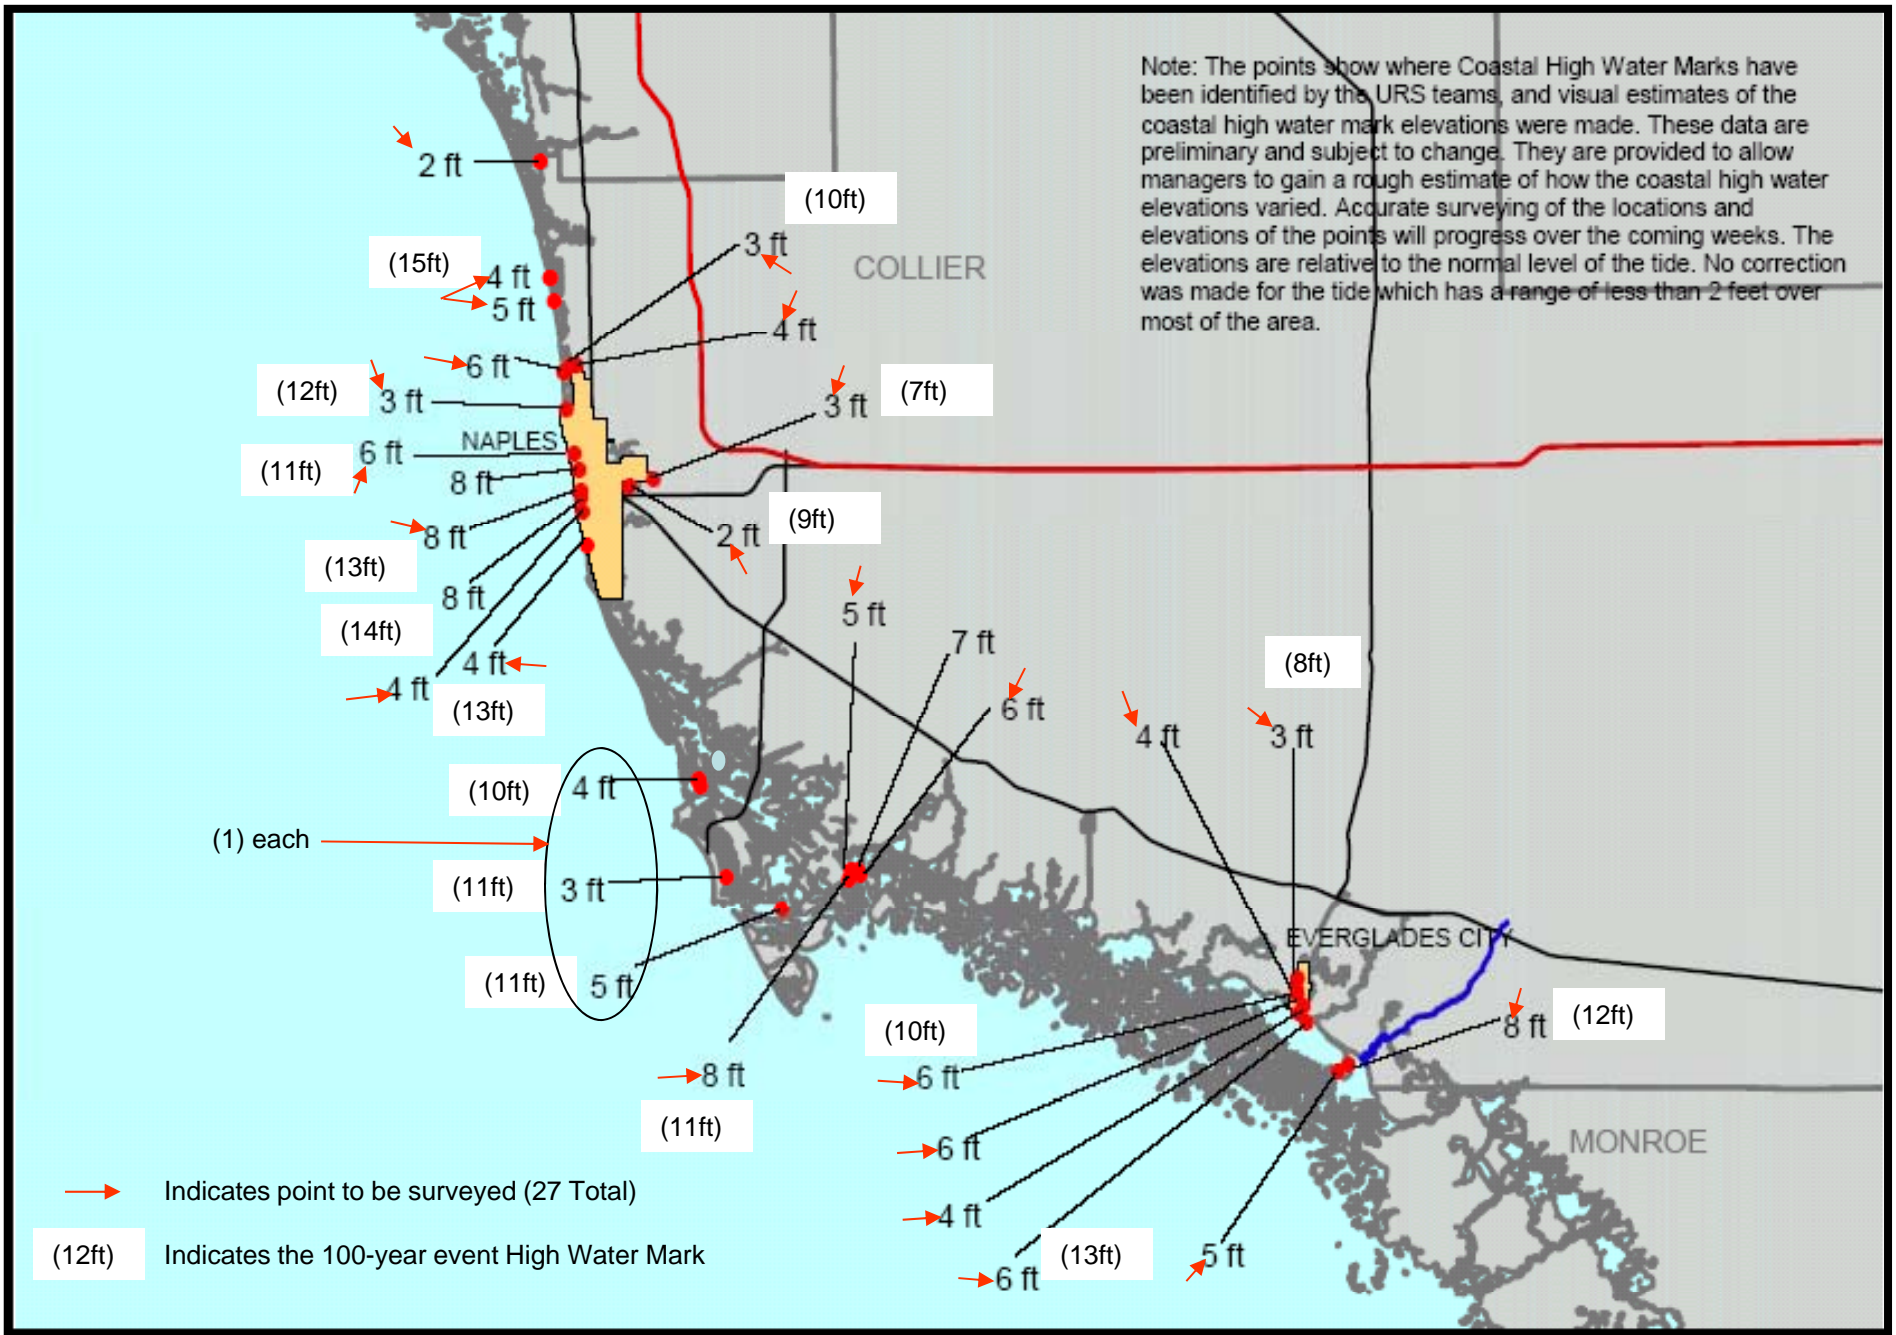 Note: The points show where Coastal High Water Marks have
been identified by the URS teams, and visual estimates of the
coastal high water mark elevations were made. These data are
preliminary and subject to change. They are provided to allow
managers to gain a rough estimate of how the coastal high water
elevations varied. Accurate surveying of the locations and
elevations of the points will progress over the coming weeks. The
elevations are relative to the normal level of the tide. No correction
was made for the tide which has a range of less than 2 feet over
most of the area.
2 ft
(10ft)
3 ft
(15ft)
4 ft
COLLIER
5 ft
4 ft
6 ft
(12ft)
3 ft
3 ft
(7ft)
NAPLES
6 ft
(11ft)
8 ft
8 ft
2 ft
(9ft)
(13ft)
8 ft
5 ft
(14ft)
7 ft
4 ft
(8ft)
4 ft
(13ft)
6 ft
4 ft
3 ft
(10ft)
4 ft
(1) each
(11ft)
3 ft
EVERGLADES CITY
(11ft)
5 ft
(10ft)
8 ft
(12ft)
8 ft
6 ft
(11ft)
6 ft
MONROE
Indicates point to be surveyed (27 Total)
4 ft
(12ft)
Indicates the 100-year event High Water Mark
(13ft)
5 ft
6 ft